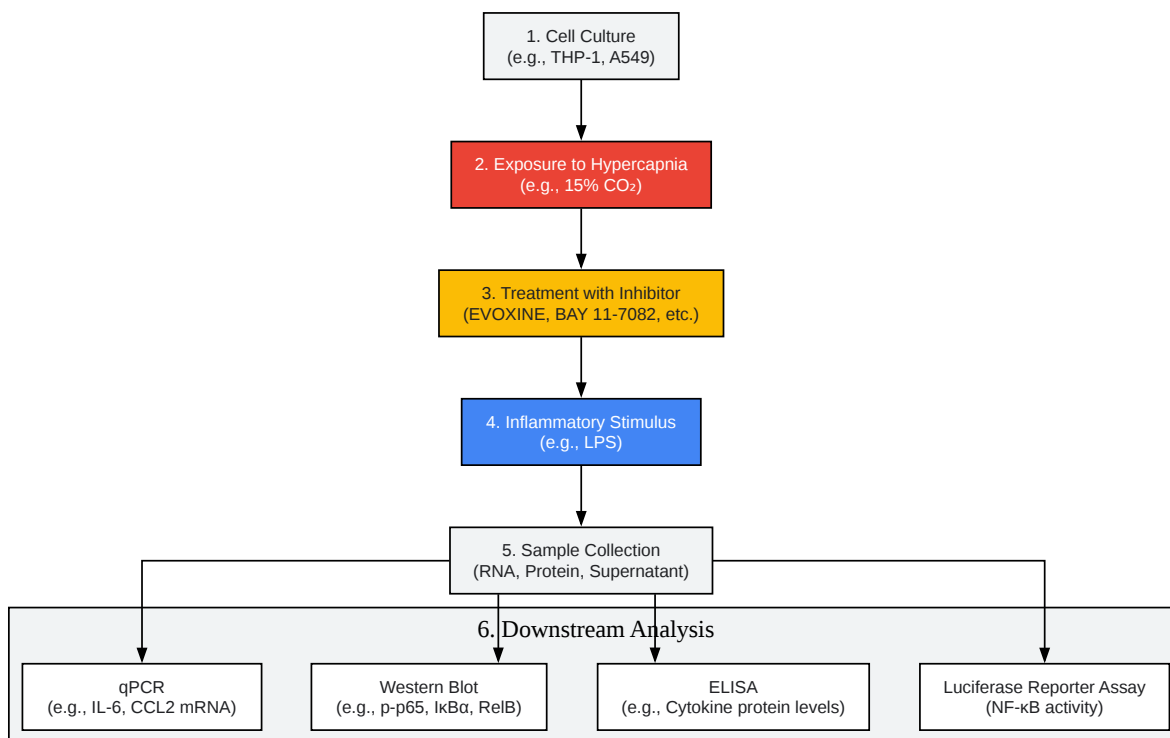 1. Cell Culture
(e.g., THP-1, A549)
2. Exposure to Hypercapnia
(e.g., 15% CO₂)
3. Treatment with Inhibitor
(EVOXINE, BAY 11-7082, etc.)
4. Inflammatory Stimulus
(e.g., LPS)
5. Sample Collection
(RNA, Protein, Supernatant)
6. Downstream Analysis
qPCR
(e.g., IL-6, CCL2 mRNA)
Western Blot
(e.g., p-p65, IκBα, RelB)
ELISA
(e.g., Cytokine protein levels)
Luciferase Reporter Assay
(NF-κB activity)